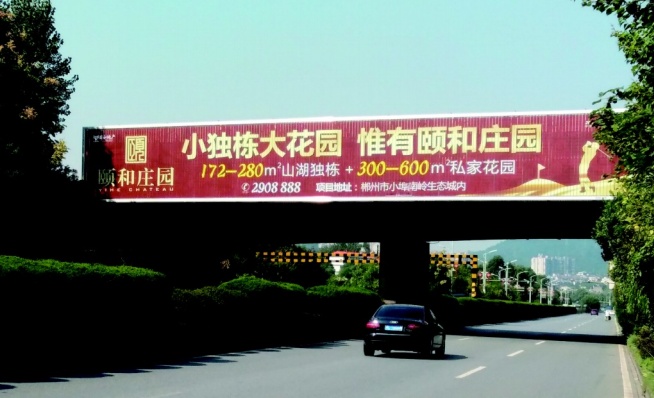 小独栋大花园 惟有颐和庄园
172—280m²山湖独栋 + 300—600m²私家花园
2908 888 项目地址：郴州市小埠南岭生态城内
颐和庄园
YIHE CHATEAU